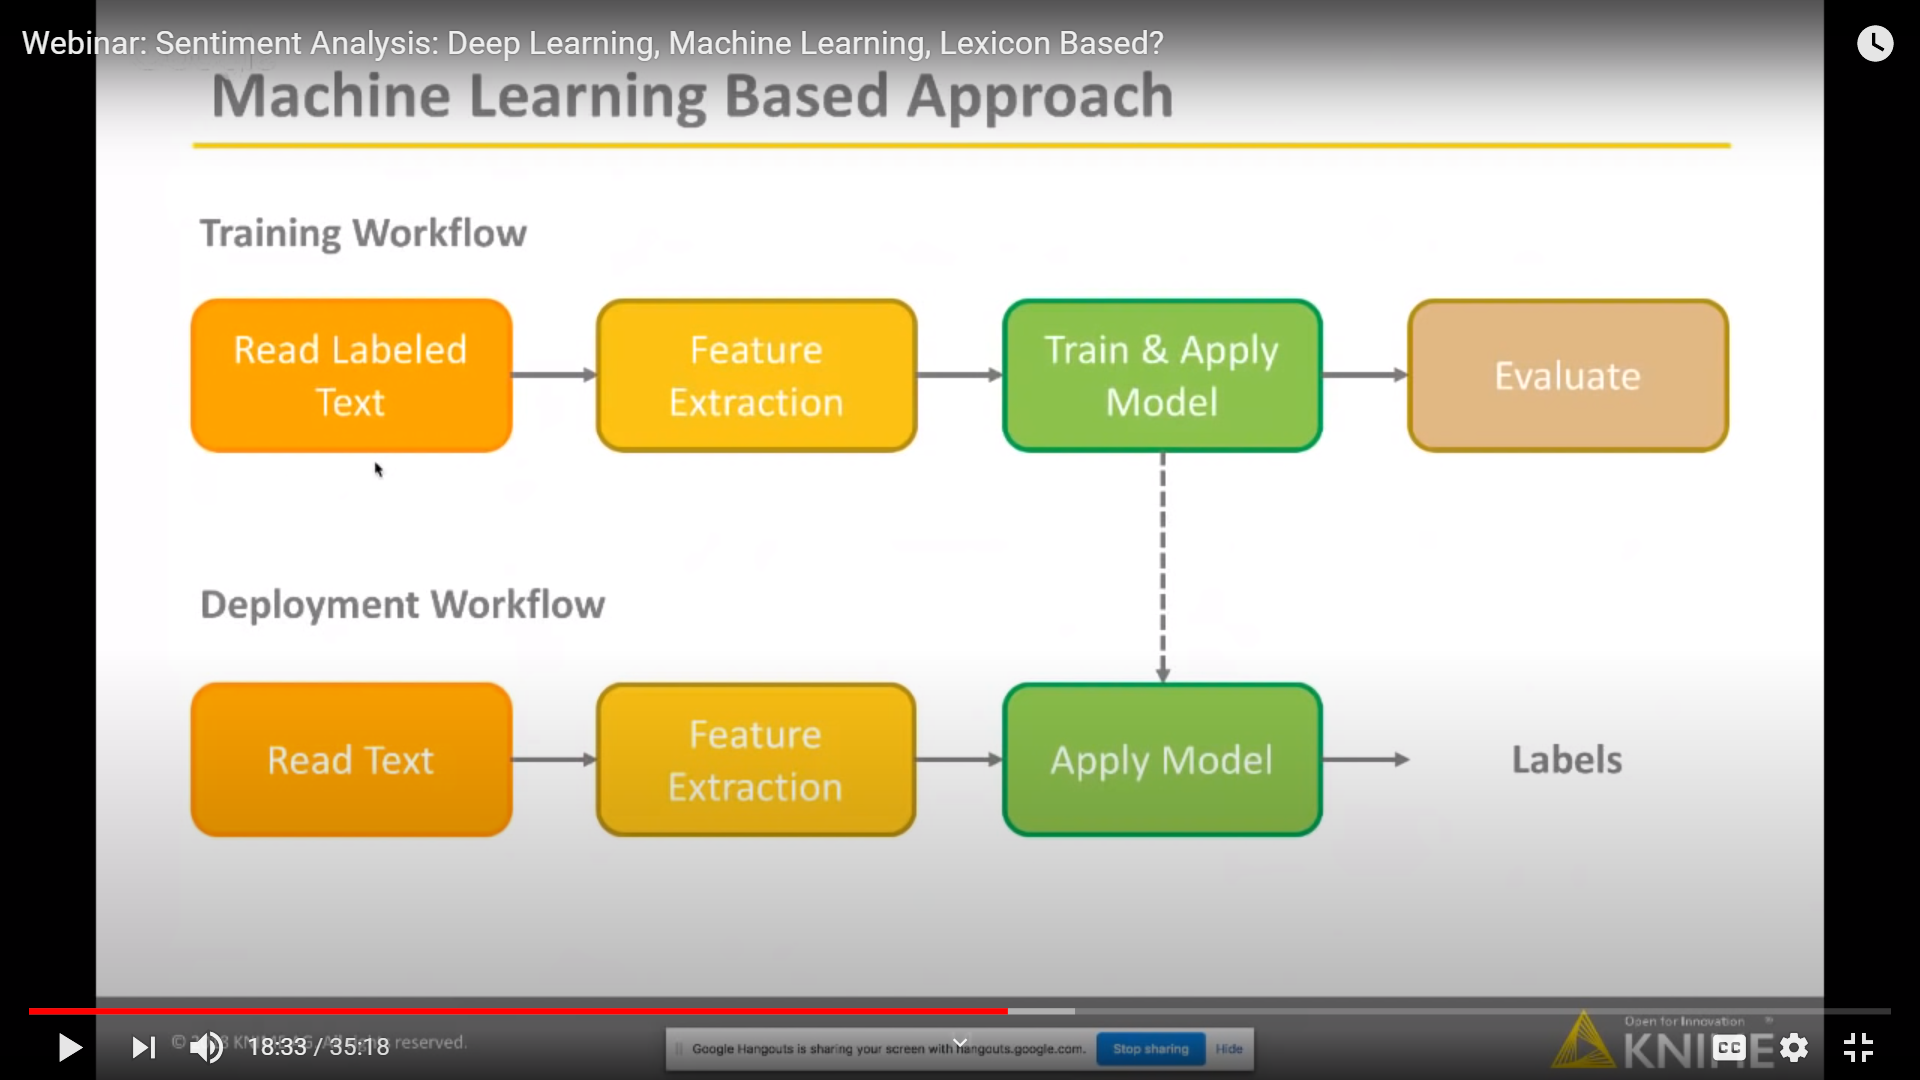 Webinar: Sentiment Analysis: Deep Learning, Machine Learning, Lexicon Based?
Machine Learning Based Approach
Training Workflow
Read Labeled
Text
Feature
Extraction
Train & Apply
Model
Evaluate
Deployment Workflow
Read Text
Feature
Extraction
Apply Model
Labels
18:33 / 35:18
reserved.
Google Hangouts is sharing your screen with hangouts.google.com.
Stop sharing
Hide
Open for Innovation
KNIME
CC